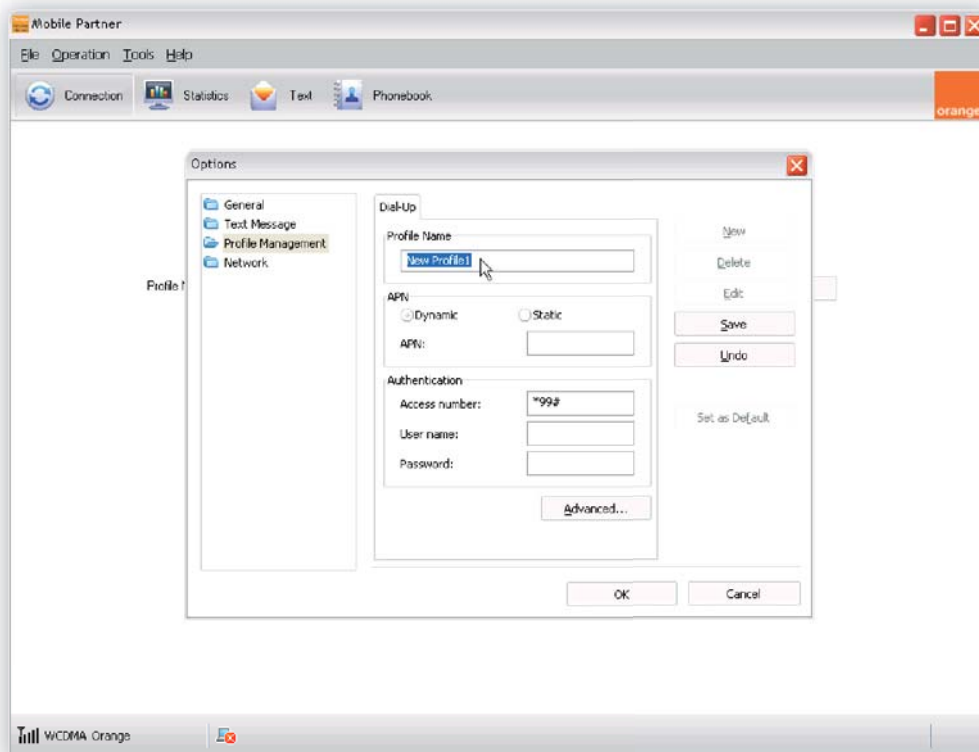 Mobile Partner
File Operation Tools Help
Connection Statistics Text Phonebook
orange
Options
General
Text Message
Profile Management
Network
Profile N
Dial-Up
Profile Name
New Profile1
APN
Dynamic Static
APN:
Authentication
Access number: *99#
User name:
Password:
Advanced...
New
Delete
Edit
Save
Undo
Set as Default
OK Cancel
WCDMA Orange